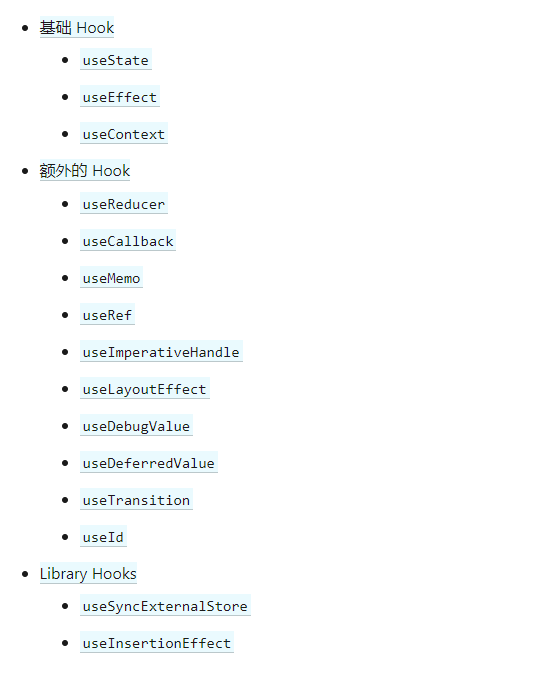 基础 Hook
useState
useEffect
useContext
额外的 Hook
useReducer
useCallback
useMemo
useRef
useImperativeHandle
useLayoutEffect
useDebugValue
useDeferredValue
useTransition
useId
Library Hooks
useSyncExternalStore
useInsertionEffect